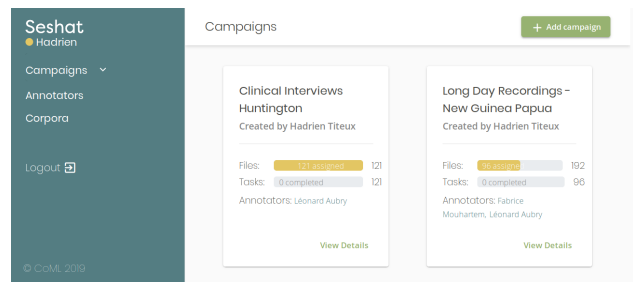 Seshat
Hadrien
Campaigns
Annotators
Corpora
Logout
© CoML 2019
Campaigns
+ Add campaign
Clinical Interviews
Huntington
Created by Hadrien Titeux
Files: 121 assigned 121
Tasks: 0 completed 121
Annotators: Léonard Aubry
View Details
Long Day Recordings -
New Guinea Papua
Created by Hadrien Titeux
Files: 96 assigned 192
Tasks: 0 completed 96
Annotators: Fabrice
Mouhartem, Léonard Aubry
View Details